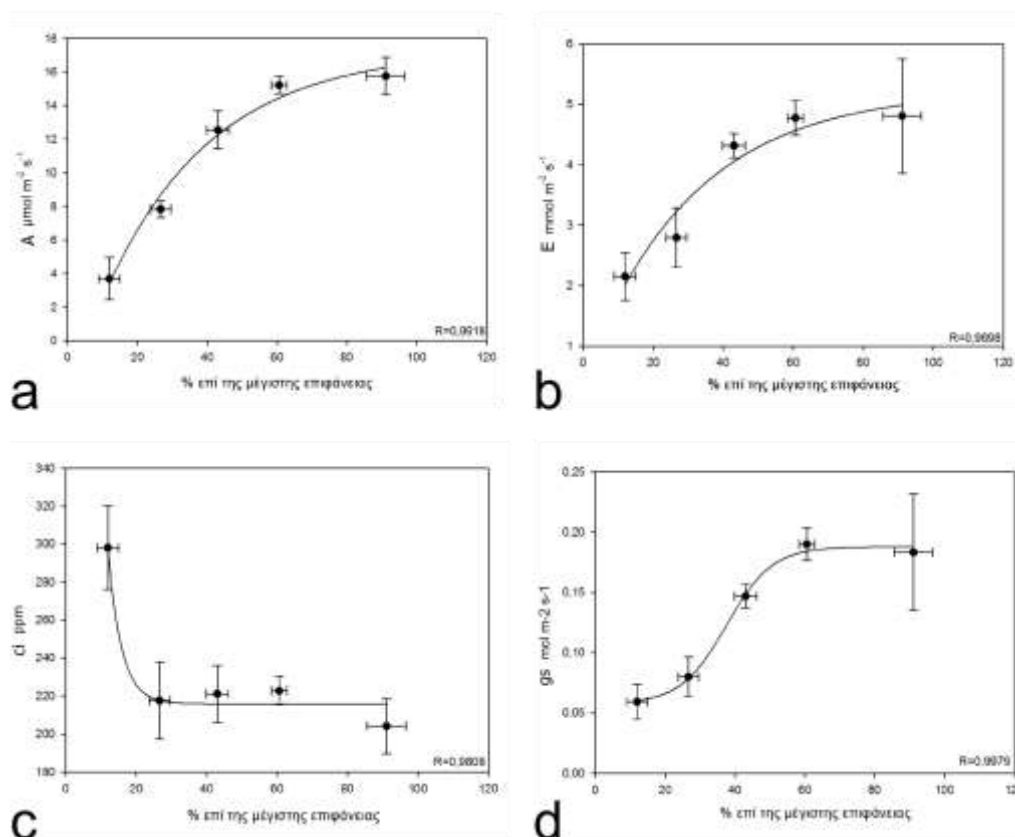 18
16
14
12
10
8
6
4
2
0
A μmol m⁻² s⁻¹
0 20 40 60 80 100 120
% επί της μέγιστης επιφάνειας
R=0,9918
a
6
5
4
3
2
1
E mmol m⁻² s⁻¹
0 20 40 60 80 100 120
% επί της μέγιστης επιφάνειας
R=0,9698
b
340
320
300
280
260
240
220
200
180
ci ppm
0 20 40 60 80 100 120
% επί της μέγιστης επιφάνειας
R=0,9808
c
0.25
0.20
0.15
0.10
0.05
0.00
gs mol m-2 s-1
0 20 40 60 80 100 120
% επί της μέγιστης επιφάνειας
R=0,9979
d